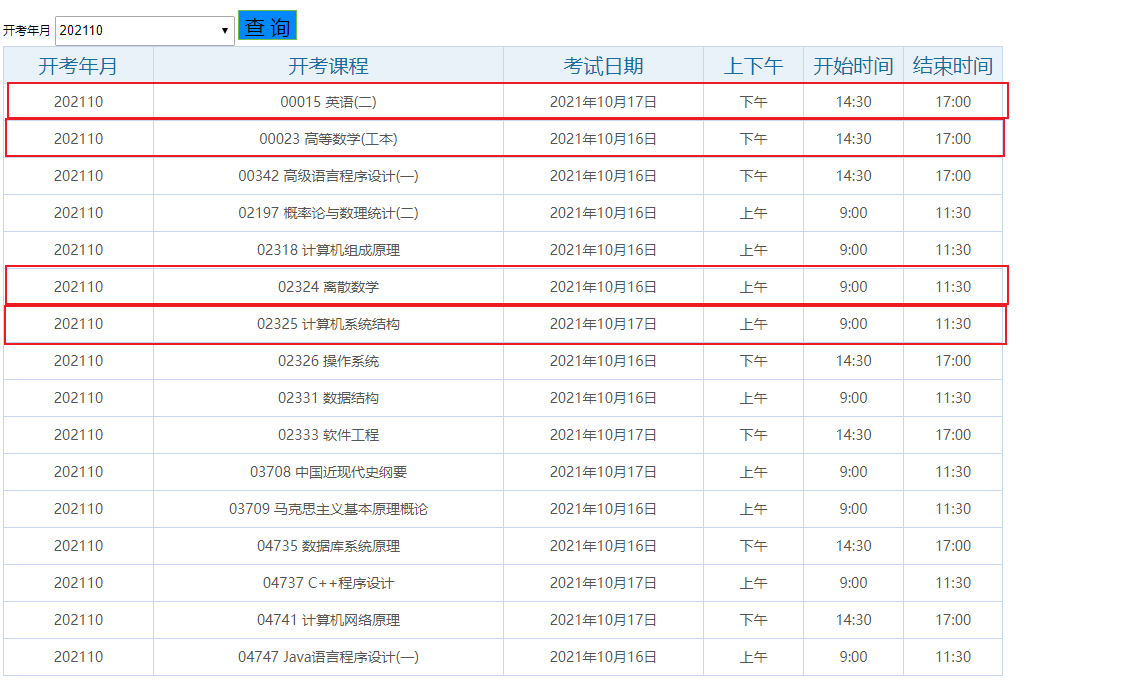 开考年月 202110 查 询
开考年月 开考课程 考试日期 上下午 开始时间 结束时间
202110 00015 英语(二) 2021年10月17日 下午 14:30 17:00
202110 00023 高等数学(工本) 2021年10月16日 下午 14:30 17:00
202110 00342 高级语言程序设计(一) 2021年10月16日 下午 14:30 17:00
202110 02197 概率论与数理统计(二) 2021年10月16日 上午 9:00 11:30
202110 02318 计算机组成原理 2021年10月16日 上午 9:00 11:30
202110 02324 离散数学 2021年10月16日 上午 9:00 11:30
202110 02325 计算机系统结构 2021年10月17日 上午 9:00 11:30
202110 02326 操作系统 2021年10月16日 下午 14:30 17:00
202110 02331 数据结构 2021年10月16日 上午 9:00 11:30
202110 02333 软件工程 2021年10月17日 下午 14:30 17:00
202110 03708 中国近现代史纲要 2021年10月17日 上午 9:00 11:30
202110 03709 马克思主义基本原理概论 2021年10月16日 上午 9:00 11:30
202110 04735 数据库系统原理 2021年10月16日 下午 14:30 17:00
202110 04737 C++程序设计 2021年10月17日 上午 9:00 11:30
202110 04741 计算机网络原理 2021年10月17日 下午 14:30 17:00
202110 04747 Java语言程序设计(一) 2021年10月16日 上午 9:00 11:30